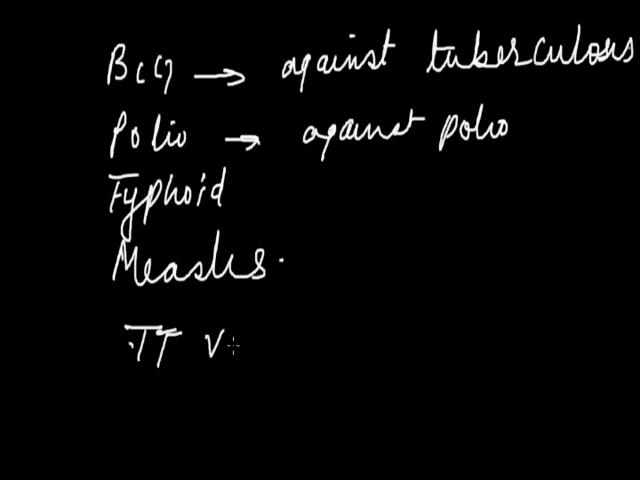 BCG → against tuberculosis
Polio → against polio
Typhoid
Measles.
TT V